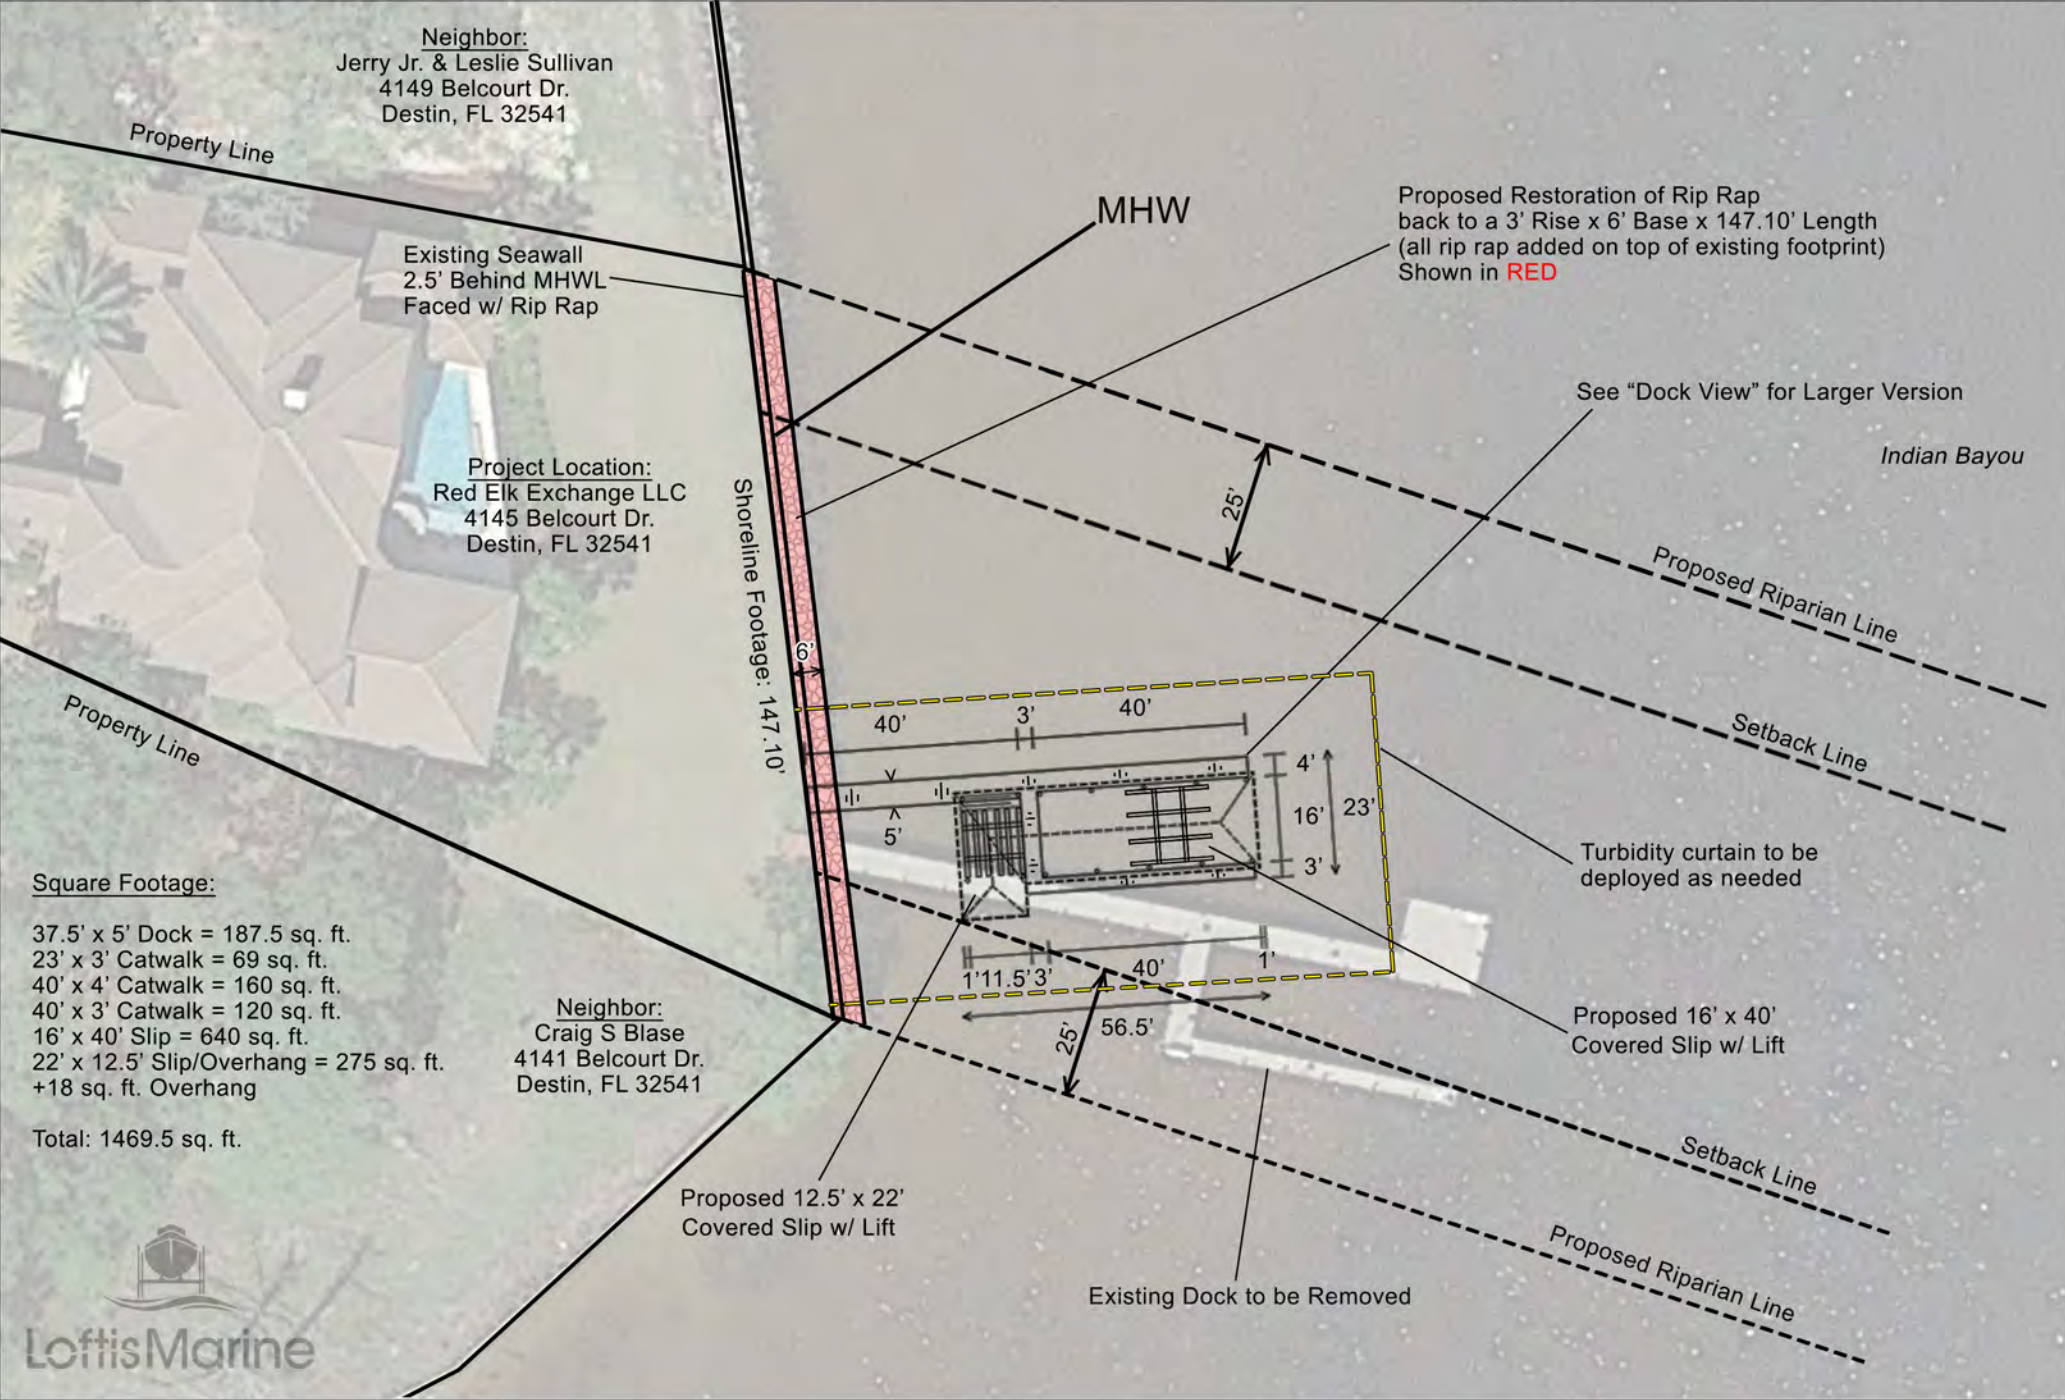 Neighbor:
Jerry Jr. & Leslie Sullivan
4149 Belcourt Dr.
Destin, FL 32541
Property Line
MHW
Proposed Restoration of Rip Rap
back to a 3’ Rise x 6’ Base x 147.10’ Length
(all rip rap added on top of existing footprint)
Shown in RED
Existing Seawall
2.5’ Behind MHWL
Faced w/ Rip Rap
See “Dock View” for Larger Version
Indian Bayou
Project Location:
Red Elk Exchange LLC
4145 Belcourt Dr.
Destin, FL 32541
Shoreline Footage: 147.10’
25’
Proposed Riparian Line
Setback Line
6’
Property Line
40’
3’
40’
4’
16’
23’
3’
5’
Turbidity curtain to be
deployed as needed
Square Footage:
37.5’ x 5’ Dock = 187.5 sq. ft.
23’ x 3’ Catwalk = 69 sq. ft.
40’ x 4’ Catwalk = 160 sq. ft.
40’ x 3’ Catwalk = 120 sq. ft.
16’ x 40’ Slip = 640 sq. ft.
22’ x 12.5’ Slip/Overhang = 275 sq. ft.
+18 sq. ft. Overhang
Total: 1469.5 sq. ft.
1’
11.5’
3’
40’
1’
56.5’
25’
Neighbor:
Craig S Blase
4141 Belcourt Dr.
Destin, FL 32541
Proposed 16’ x 40’
Covered Slip w/ Lift
Setback Line
Proposed 12.5’ x 22’
Covered Slip w/ Lift
Proposed Riparian Line
Existing Dock to be Removed
LoftisMarine